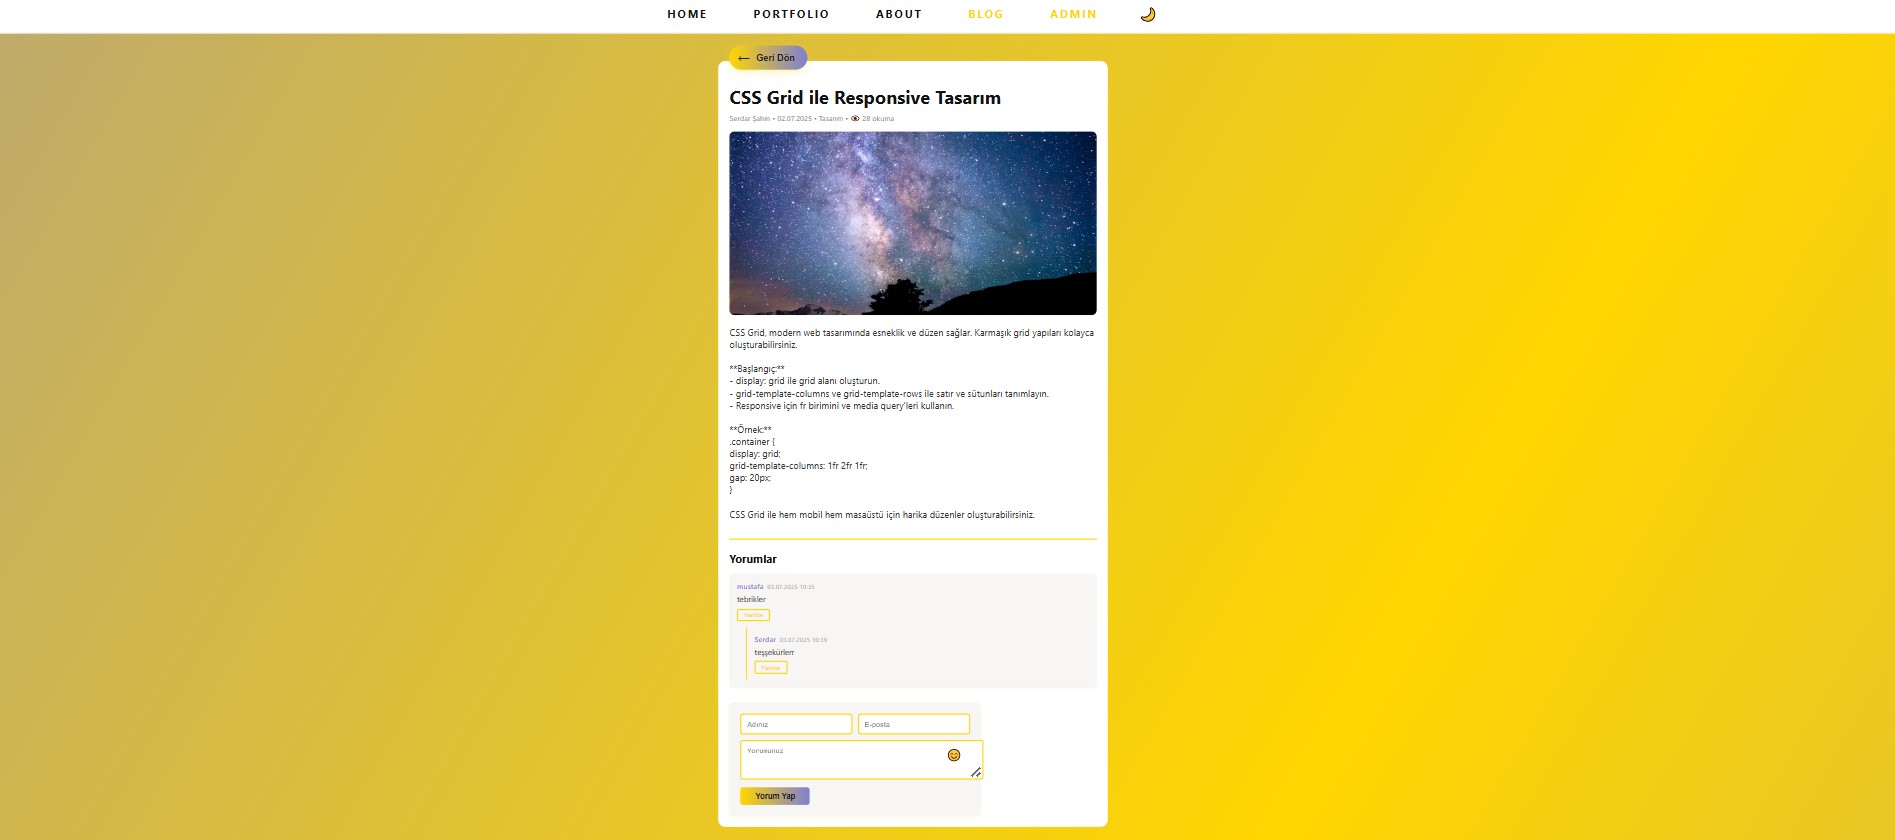 HOME PORTFOLIO ABOUT BLOG ADMIN
← Geri Dön
CSS Grid ile Responsive Tasarım
Serdar Şahin • 02.07.2025 • Tasarım • 28 okuma
CSS Grid, modern web tasarımında esneklik ve düzen sağlar. Karmaşık grid yapıları kolayca
oluşturabilirsiniz.
**Başlangıç:**
- display: grid ile grid alanı oluşturun.
- grid-template-columns ve grid-template-rows ile satır ve sütunları tanımlayın.
- Responsive için fr birimini ve media query'leri kullanın.
**Örnek:**
.container {
display: grid;
grid-template-columns: 1fr 2fr 1fr;
gap: 20px;
}
CSS Grid ile hem mobil hem masaüstü için harika düzenler oluşturabilirsiniz.
Yorumlar
mustafa 03.07.2025 10:35
tebrikler
Yanıtla
Serdar 03.07.2025 10:39
teşşekürlerr
Yanıtla
Adınız E-posta
Yorumunuz
Yorum Yap